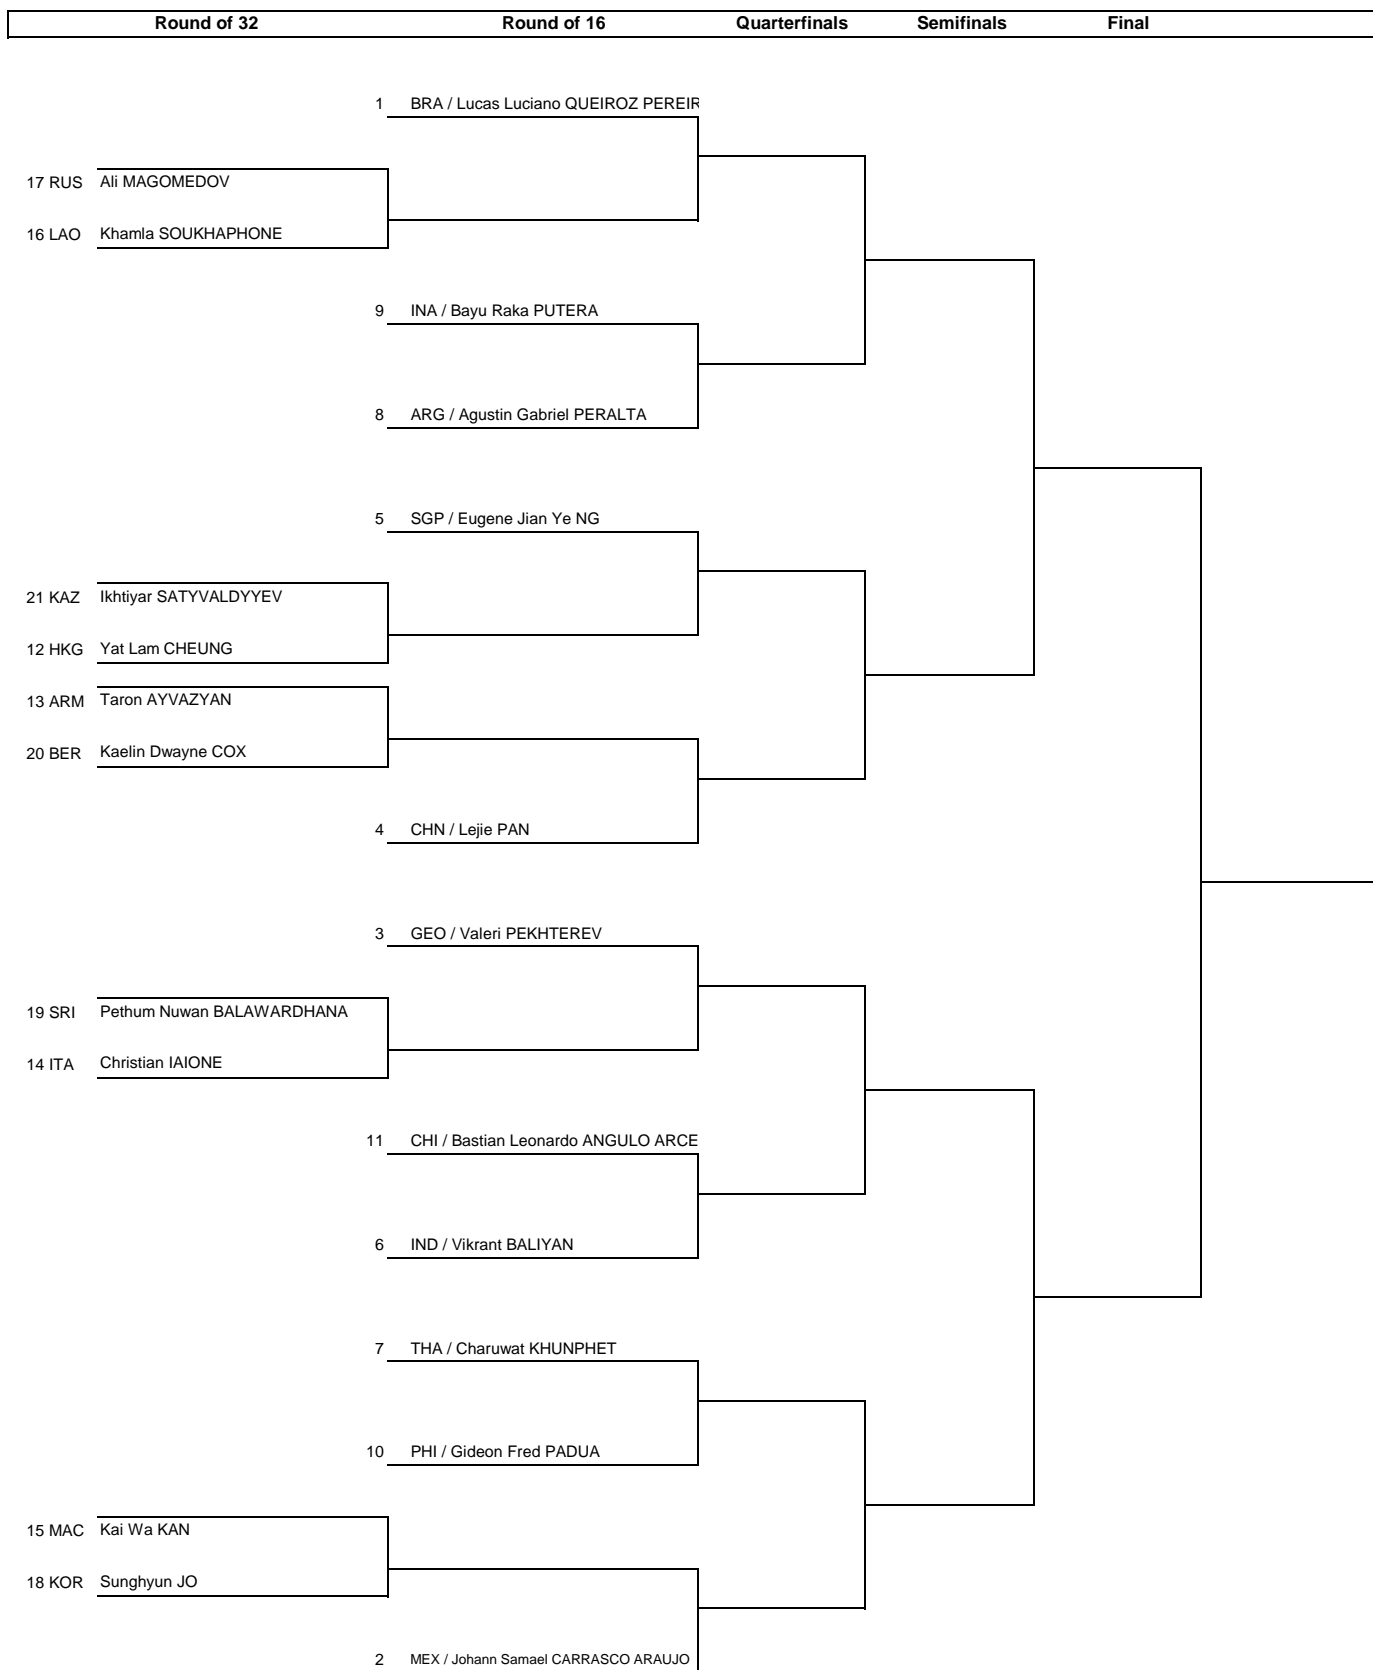 Round of 32 Round of 16 Quarterfinals Semifinals Final
1 BRA / Lucas Luciano QUEIROZ PEREIR
17 RUS Ali MAGOMEDOV
16 LAO Khamla SOUKHAPHONE
9 INA / Bayu Raka PUTERA
8 ARG / Agustin Gabriel PERALTA
5 SGP / Eugene Jian Ye NG
21 KAZ Ikhtiyar SATYVALDYYEV
12 HKG Yat Lam CHEUNG
13 ARM Taron AYVAZYAN
20 BER Kaelin Dwayne COX
4 CHN / Lejie PAN
3 GEO / Valeri PEKHTEREV
19 SRI Pethum Nuwan BALAWARDHANA
14 ITA Christian IAIONE
11 CHI / Bastian Leonardo ANGULO ARCE
6 IND / Vikrant BALIYAN
7 THA / Charuwat KHUNPHET
10 PHI / Gideon Fred PADUA
15 MAC Kai Wa KAN
18 KOR Sunghyun JO
2 MEX / Johann Samael CARRASCO ARAUJO